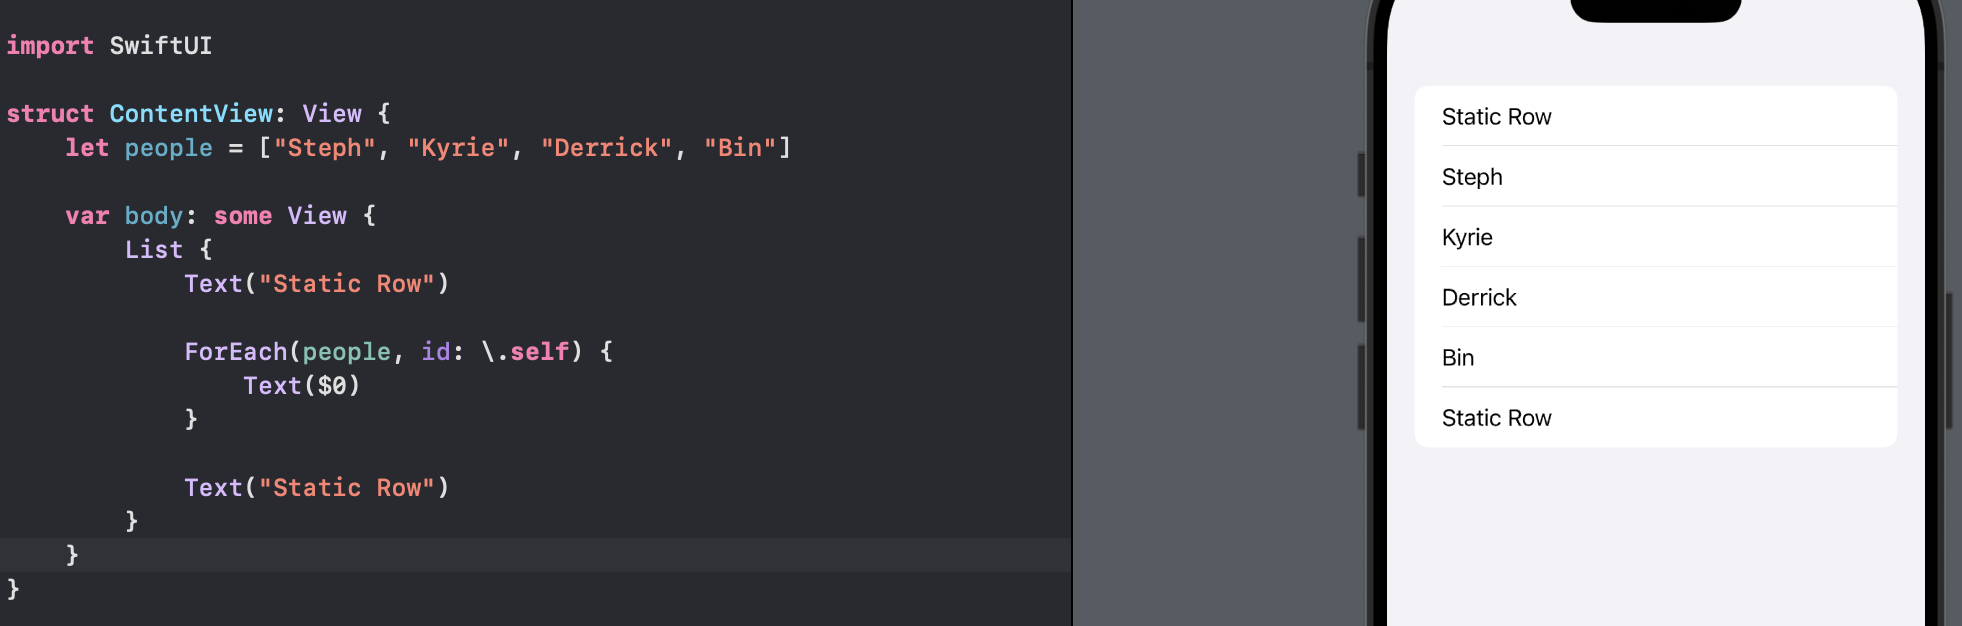 import SwiftUI
struct ContentView: View {
let people = ["Steph", "Kyrie", "Derrick", "Bin"]
var body: some View {
List {
Text("Static Row")
ForEach(people, id: \.self) {
Text($0)
}
Text("Static Row")
}
}
}
Static Row
Steph
Kyrie
Derrick
Bin
Static Row